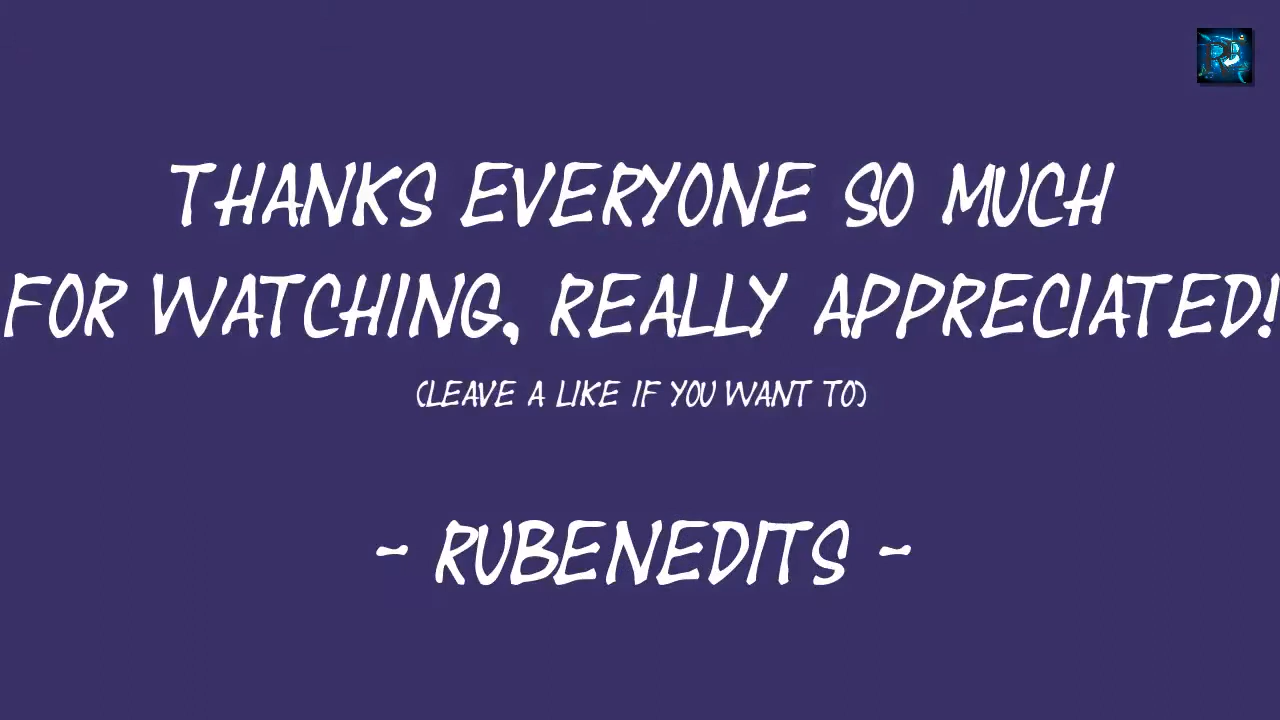 THANKS EVERYONE SO MUCH
FOR WATCHING, REALLY APPRECIATED!
(LEAVE A LIKE IF YOU WANT TO)
- RUBENEDITS -